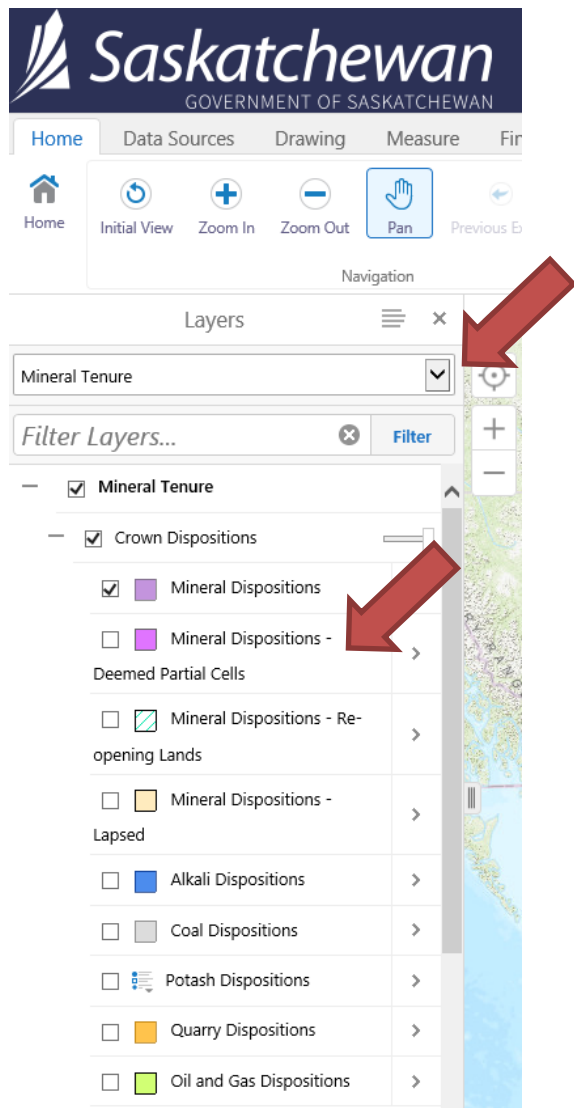 Saskatchewan
GOVERNMENT OF SASKATCHEWAN
Home Data Sources Drawing Measure Fin
Home Initial View Zoom In Zoom Out Pan Previous E
Navigation
Layers
Mineral Tenure
Filter Layers... Filter
Mineral Tenure
Crown Dispositions
Mineral Dispositions
Mineral Dispositions -
Deemed Partial Cells
Mineral Dispositions - Re-
opening Lands
Mineral Dispositions -
Lapsed
Alkali Dispositions
Coal Dispositions
Potash Dispositions
Quarry Dispositions
Oil and Gas Dispositions